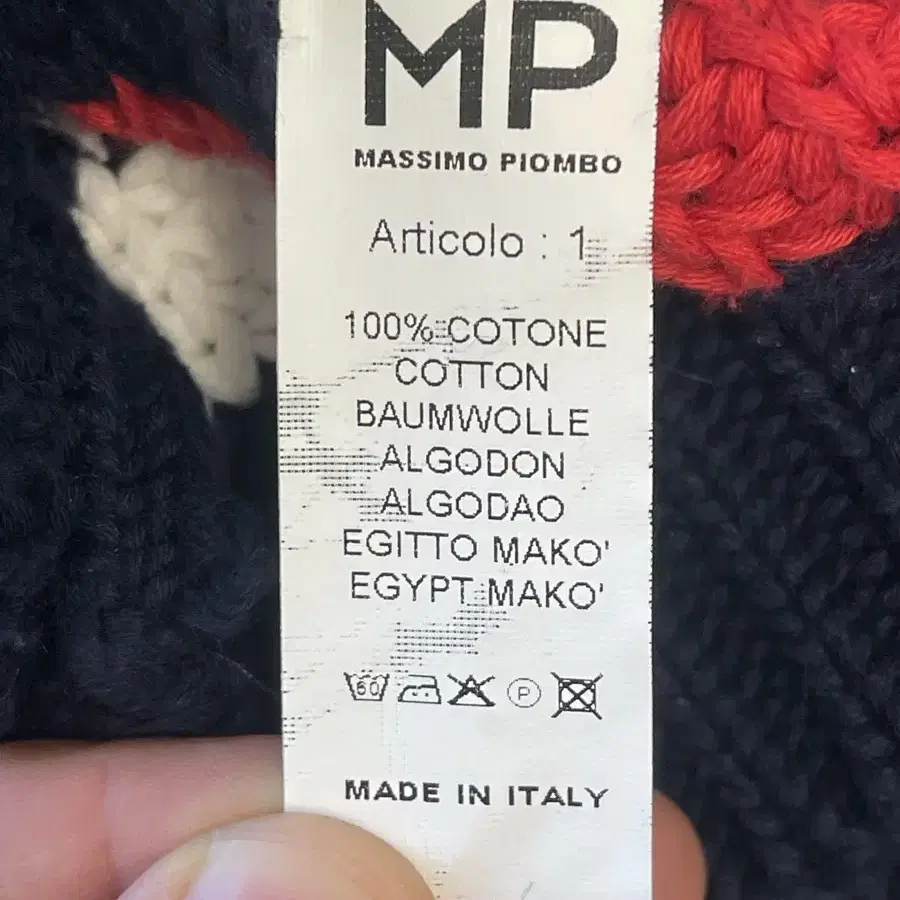 MP
MASSIMO PIOMBO
Articolo : 1
100% COTONE
COTTON
BAUMWOLLE
ALGODON
ALGODAO
EGITTO MAKO'
EGYPT MAKO'
60 P
MADE IN ITALY